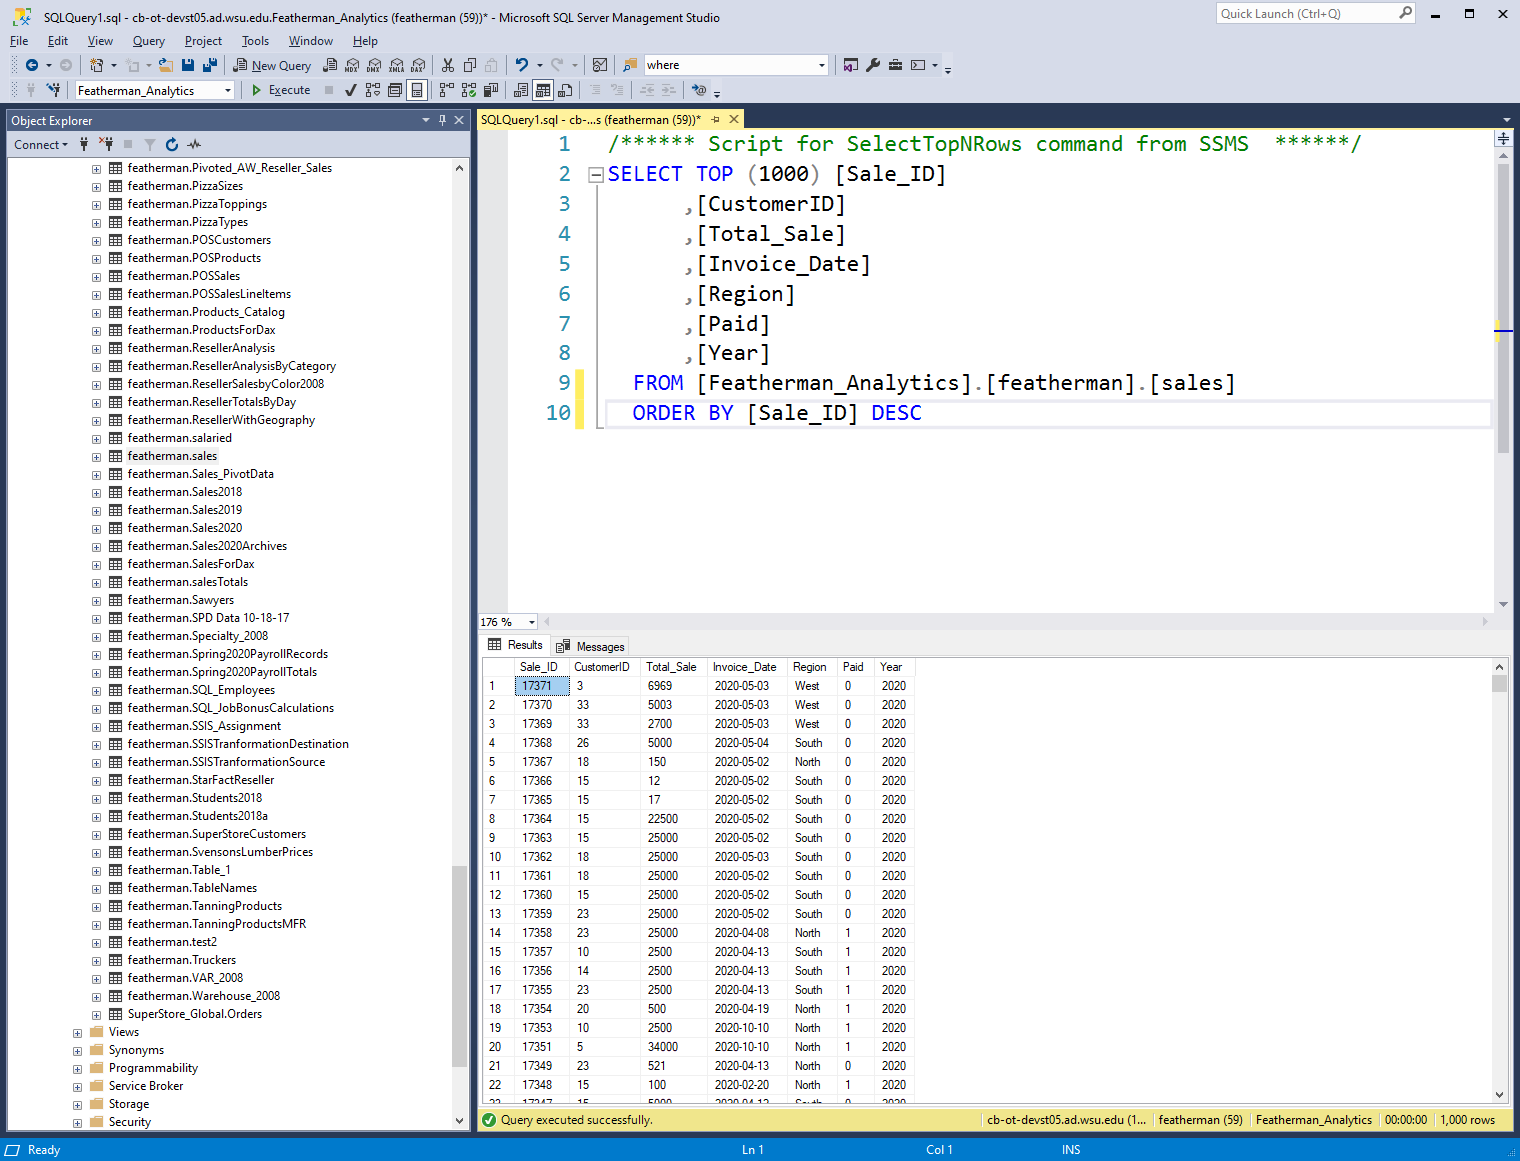 SQLQuery1.sql - cb-ot-devst05.ad.wsu.edu.Featherman_Analytics (featherman (59))* - Microsoft SQL Server Management Studio
Quick Launch (Ctrl+Q)
File Edit View Query Project Tools Window Help
New Query MDX DMX XMLA DAX where
Featherman_Analytics Execute
Object Explorer
Connect
featherman.Pivoted_AW_Reseller_Sales
featherman.PizzaSizes
featherman.PizzaToppings
featherman.PizzaTypes
featherman.POSCustomers
featherman.POSProducts
featherman.POSSales
featherman.POSSalesLineItems
featherman.Products_Catalog
featherman.ProductsForDax
featherman.ResellerAnalysis
featherman.ResellerAnalysisByCategory
featherman.ResellerSalesbyColor2008
featherman.ResellerTotalsByDay
featherman.ResellerWithGeography
featherman.salaried
featherman.sales
featherman.Sales_PivotData
featherman.Sales2018
featherman.Sales2019
featherman.Sales2020
featherman.Sales2020Archives
featherman.SalesForDax
featherman.salesTotals
featherman.Sawyers
featherman.SPD Data 10-18-17
featherman.Specialty_2008
featherman.Spring2020PayrollRecords
featherman.Spring2020PayrollTotals
featherman.SQL_Employees
featherman.SQL_JobBonusCalculations
featherman.SSIS_Assignment
featherman.SSISTranformationDestination
featherman.SSISTranformationSource
featherman.StarFactReseller
featherman.Students2018
featherman.Students2018a
featherman.SuperStoreCustomers
featherman.SvensonsLumberPrices
featherman.Table_1
featherman.TableNames
featherman.TanningProducts
featherman.TanningProductsMFR
featherman.test2
featherman.Truckers
featherman.VAR_2008
featherman.Warehouse_2008
SuperStore_Global.Orders
Views
Synonyms
Programmability
Service Broker
Storage
Security
SQLQuery1.sql - cb-...s (featherman (59))*
1 /****** Script for SelectTopNRows command from SSMS ******/
2 SELECT TOP (1000) [Sale_ID]
3 ,[CustomerID]
4 ,[Total_Sale]
5 ,[Invoice_Date]
6 ,[Region]
7 ,[Paid]
8 ,[Year]
9 FROM [Featherman_Analytics].[featherman].[sales]
10 ORDER BY [Sale_ID] DESC
176 %
Results Messages
Sale_ID CustomerID Total_Sale Invoice_Date Region Paid Year
1 17371 3 6969 2020-05-03 West 0 2020
2 17370 33 5003 2020-05-03 West 0 2020
3 17369 33 2700 2020-05-03 West 0 2020
4 17368 26 5000 2020-05-04 South 0 2020
5 17367 18 150 2020-05-02 North 0 2020
6 17366 15 12 2020-05-02 South 0 2020
7 17365 15 17 2020-05-02 South 0 2020
8 17364 15 22500 2020-05-02 South 0 2020
9 17363 15 25000 2020-05-02 South 0 2020
10 17362 18 25000 2020-05-03 South 0 2020
11 17361 18 25000 2020-05-02 South 0 2020
12 17360 15 25000 2020-05-02 South 0 2020
13 17359 23 25000 2020-05-02 South 0 2020
14 17358 23 25000 2020-04-08 North 1 2020
15 17357 10 2500 2020-04-13 South 1 2020
16 17356 14 2500 2020-04-13 South 1 2020
17 17355 23 2500 2020-04-13 South 1 2020
18 17354 20 500 2020-04-19 North 1 2020
19 17353 10 2500 2020-10-10 North 1 2020
20 17351 5 34000 2020-10-10 North 1 2020
21 17349 23 521 2020-04-13 North 0 2020
22 17348 15 100 2020-02-20 North 1 2020
Query executed successfully. cb-ot-devst05.ad.wsu.edu (1... featherman (59) Featherman_Analytics 00:00:00 1,000 rows
Ready Ln 1 Col 1 INS